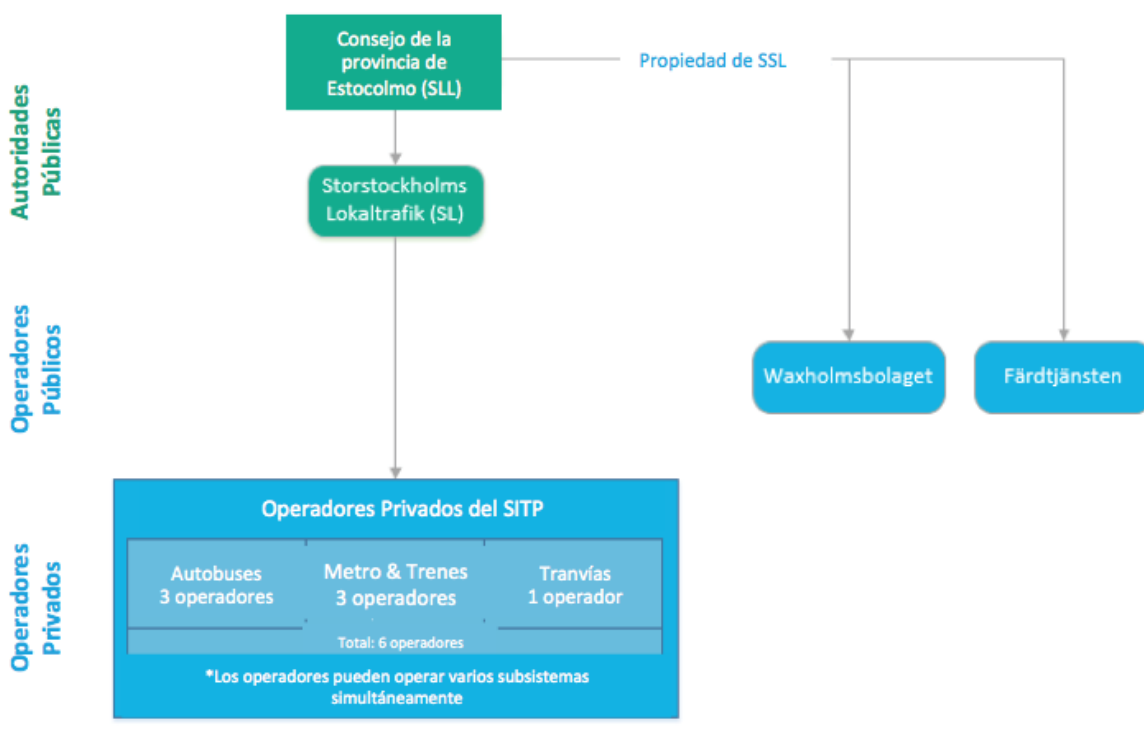 Consejo de la
provincia de
Estocolmo (SLL)
Propiedad de SSL
Autoridades
Públicas
Storstockholms
Lokaltrafik (SL)
Operadores
Públicos
Waxholmsbolaget
Färdtjänsten
Operadores
Privados
Operadores Privados del SITP
Autobuses
3 operadores
Metro & Trenes
3 operadores
Tranvías
1 operador
Total: 6 operadores
*Los operadores pueden operar varios subsistemas
simultáneamente